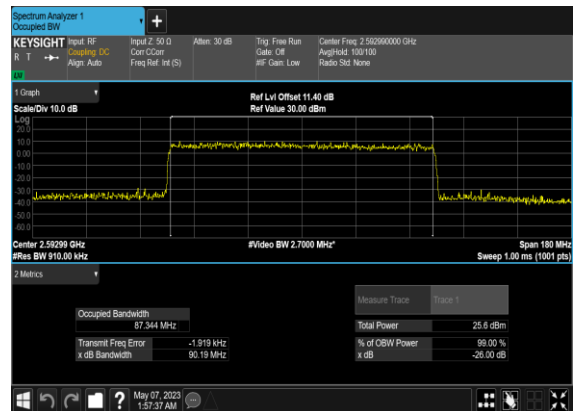 Spectrum Analyzer 1
Occupied BW
+
KEYSIGHT Input: RF Input Z: 50 Ω Atten: 30 dB Trig: Free Run Center Freq: 2.592990000 GHz
R T Coupling: DC Corr CCorr Gate: Off Avg|Hold: 100/100
Align: Auto Freq Ref: Int (S) #IF Gain: Low Radio Std: None
1 Graph
Ref Lvl Offset 11.40 dB
Scale/Div 10.0 dB Ref Value 30.00 dBm
Log
20.0
10.0
0.00
-10.0
-20.0
-30.0
-40.0
-50.0
-60.0
Center 2.59299 GHz #Video BW 2.7000 MHz* Span 180 MHz
#Res BW 910.00 kHz Sweep 1.00 ms (1001 pts)
2 Metrics
Measure Trace Trace 1
Occupied Bandwidth
87.344 MHz Total Power 25.6 dBm
Transmit Freq Error -1.919 kHz % of OBW Power 99.00 %
x dB Bandwidth 90.19 MHz x dB -26.00 dB
? May 07, 2023
1:57:37 AM